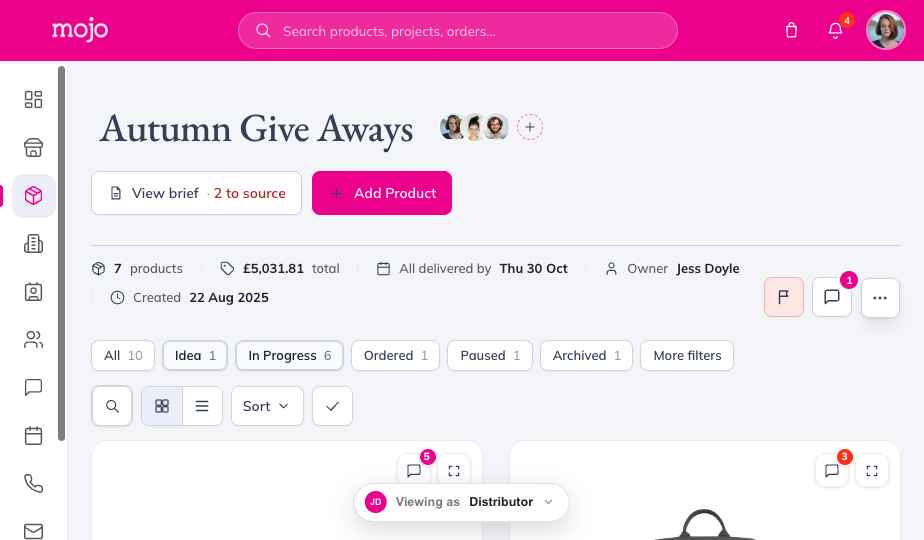 mojo
Search products, projects, orders...
4
Autumn Give Aways
View brief · 2 to source
Add Product
7 products
£5,031.81 total
All delivered by Thu 30 Oct
Owner Jess Doyle
Created 22 Aug 2025
1
All 10
Idea 1
In Progress 6
Ordered 1
Paused 1
Archived 1
More filters
Sort
5
3
JD Viewing as Distributor